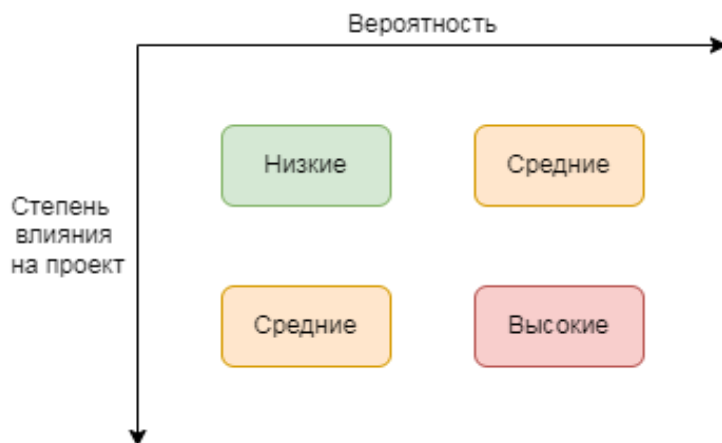 Вероятность
Низкие
Средние
Степень
влияния
на проект
Средние
Высокие